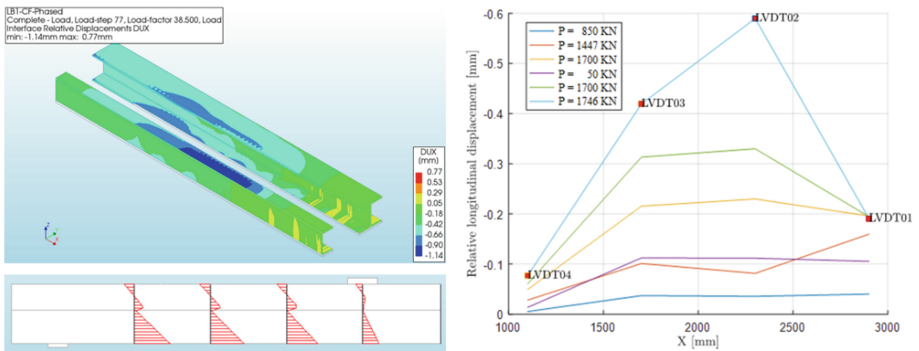 LBT-CF-Phased
Complete - Load, Load-step 77, Load-factor 38.500, Load
Interface Relative Displacements DUX
min: -1.14mm max: 0.77mm
DUX
(mm)
0.77
0.53
0.29
0.05
-0.18
-0.42
-0.66
-0.90
-1.14
Relative longitudinal displacement [mm]
-0.6
-0.5
-0.4
-0.3
-0.2
-0.1
0
P = 850 KN
P = 1447 KN
P = 1700 KN
P = 50 KN
P = 1700 KN
P = 1746 KN
LVDT02
LVDT03
LVDT01
LVDT04
1000
1500
2000
2500
3000
X [mm]